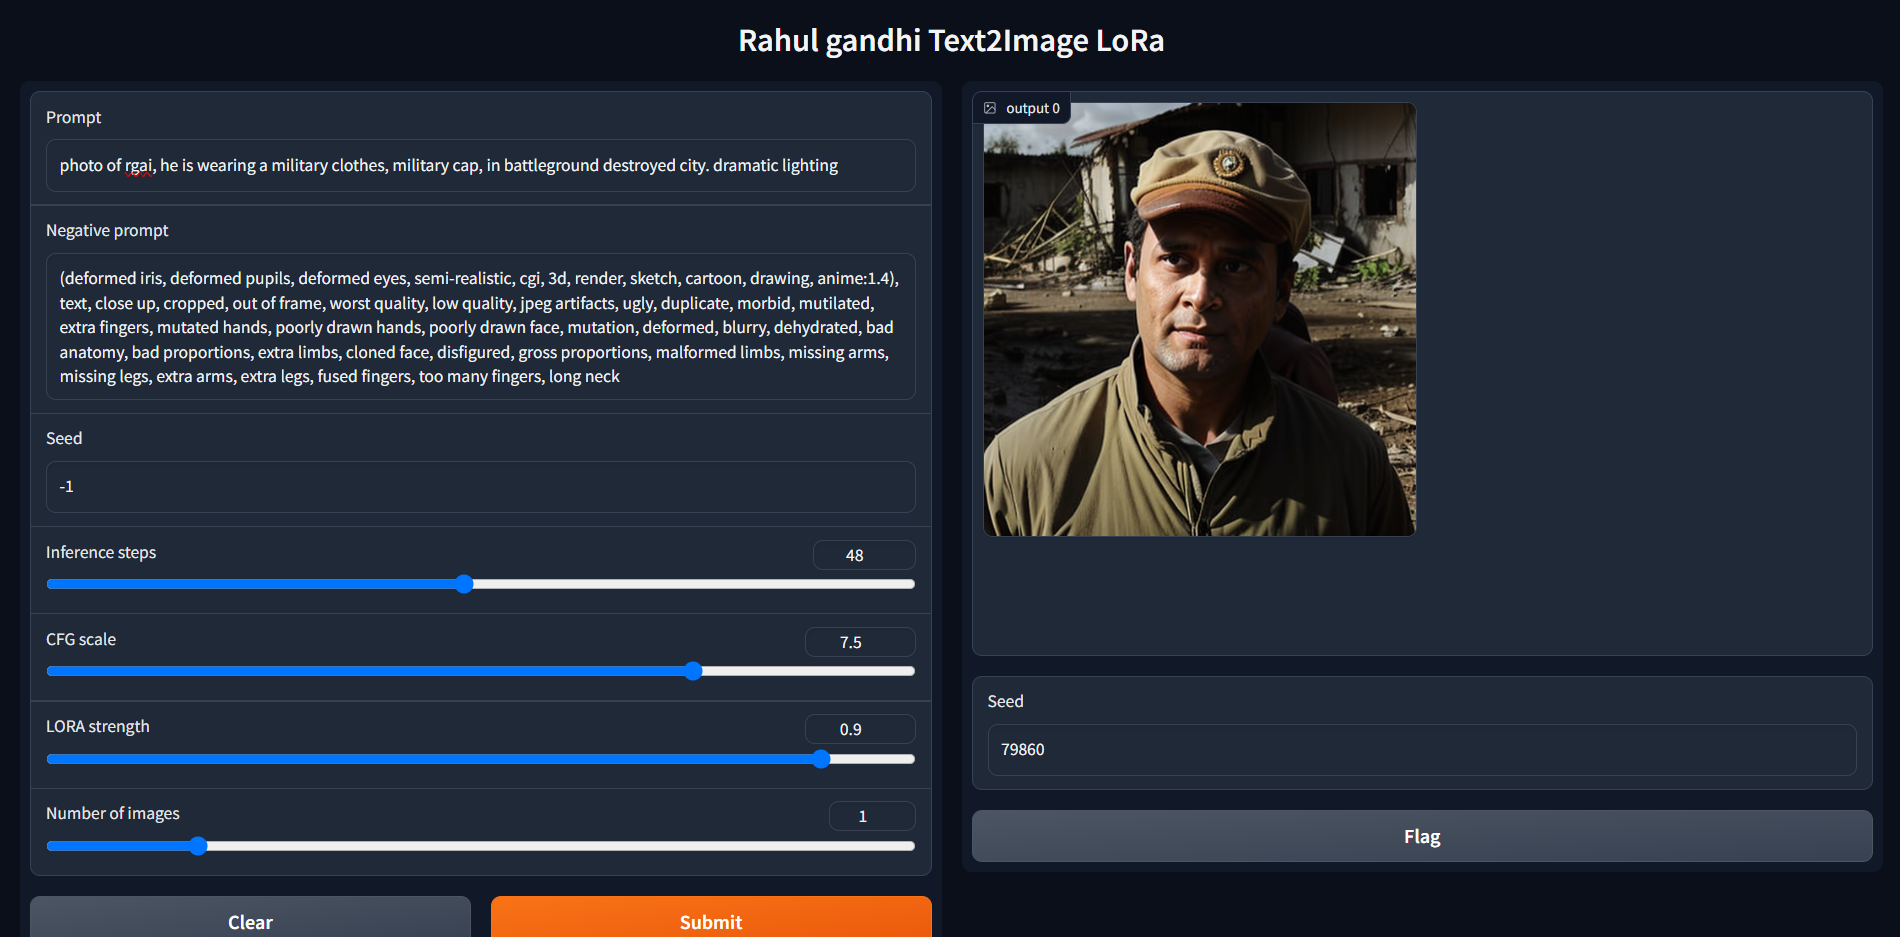 Rahul gandhi Text2Image LoRa
Prompt
photo of rgai, he is wearing a military clothes, military cap, in battleground destroyed city. dramatic lighting
Negative prompt
(deformed iris, deformed pupils, deformed eyes, semi-realistic, cgi, 3d, render, sketch, cartoon, drawing, anime:1.4),
text, close up, cropped, out of frame, worst quality, low quality, jpeg artifacts, ugly, duplicate, morbid, mutilated,
extra fingers, mutated hands, poorly drawn hands, poorly drawn face, mutation, deformed, blurry, dehydrated, bad
anatomy, bad proportions, extra limbs, cloned face, disfigured, gross proportions, malformed limbs, missing arms,
missing legs, extra arms, extra legs, fused fingers, too many fingers, long neck
Seed
-1
Inference steps
48
CFG scale
7.5
LORA strength
0.9
Number of images
1
Clear
Submit
output 0
Seed
79860
Flag